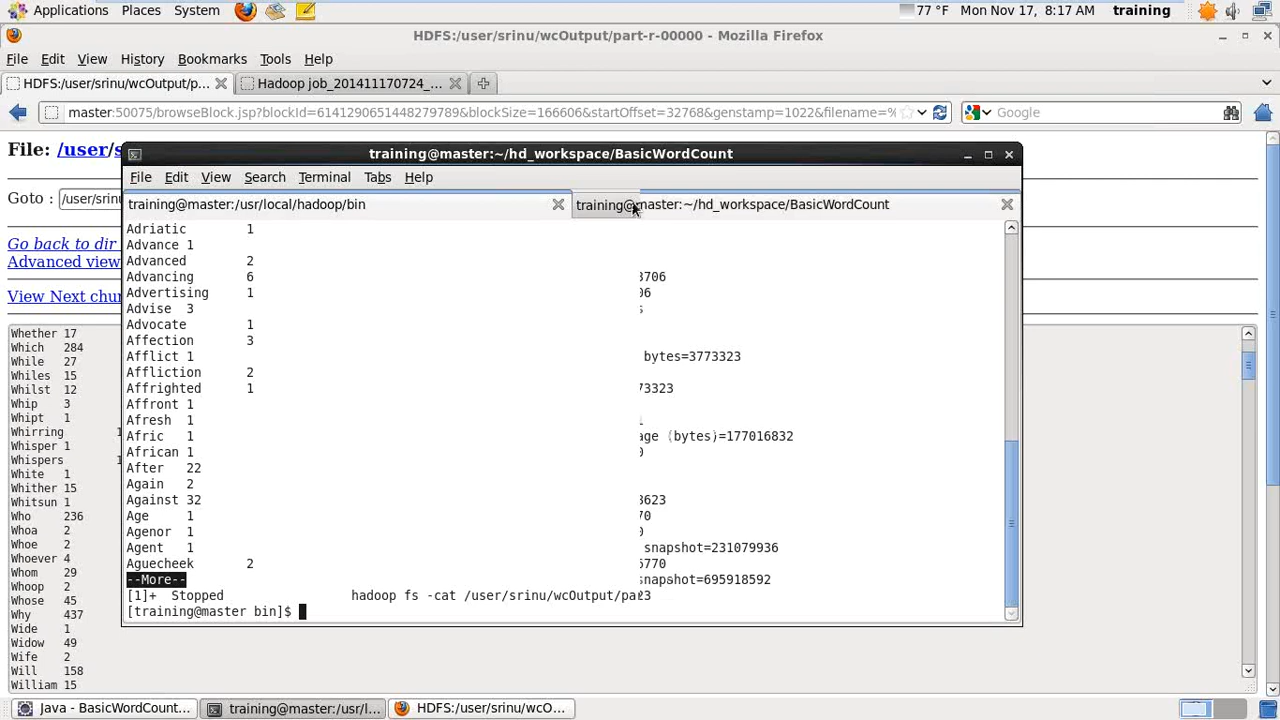 Applications Places System 77 °F Mon Nov 17, 8:17 AM training
HDFS:/user/srinu/wcOutput/part-r-00000 - Mozilla Firefox
File Edit View History Bookmarks Tools Help
HDFS:/user/srinu/wcOutput/p... Hadoop job_201411170724_...
master:50075/browseBlock.jsp?blockId=6141290651448279789&blockSize=166606&startOffset=32768&genstamp=1022&filename=% Google
File: /user/s
Goto : /user/srinu
Go back to dir
Advanced view
View Next chu
training@master:~/hd_workspace/BasicWordCount
File Edit View Search Terminal Tabs Help
training@master:/usr/local/hadoop/bin training@master:~/hd_workspace/BasicWordCount
Adriatic 1
Advance 1
Advanced 2
Advancing 6 3706
Advertising 1 06
Advise 3 s
Advocate 1
Affection 3
Afflict 1 bytes=3773323
Affliction 2
Affrighted 1 73323
Affront 1
Afresh 1
Afric 1 age (bytes)=177016832
African 1 0
After 22
Again 2
Against 32 3623
Age 1 70
Agenor 1 0
Agent 1 snapshot=231079936
Aguecheek 2 6770
--More-- snapshot=695918592
[1]+ Stopped hadoop fs -cat /user/srinu/wcOutput/pa 3
[training@master bin]$
Whether 17
Which 284
While 27
Whiles 15
Whilst 12
Whip 3
Whipt 1
Whirring 1
Whisper 1
Whispers 1
White 1
Whither 15
Whitsun 1
Who 236
Whoa 2
Whoe 2
Whoever 4
Whom 29
Whoop 2
Whose 45
Why 437
Wide 1
Widow 49
Wife 2
Will 158
William 15
Java - BasicWordCount... training@master:/usr/l... HDFS:/user/srinu/wcO...